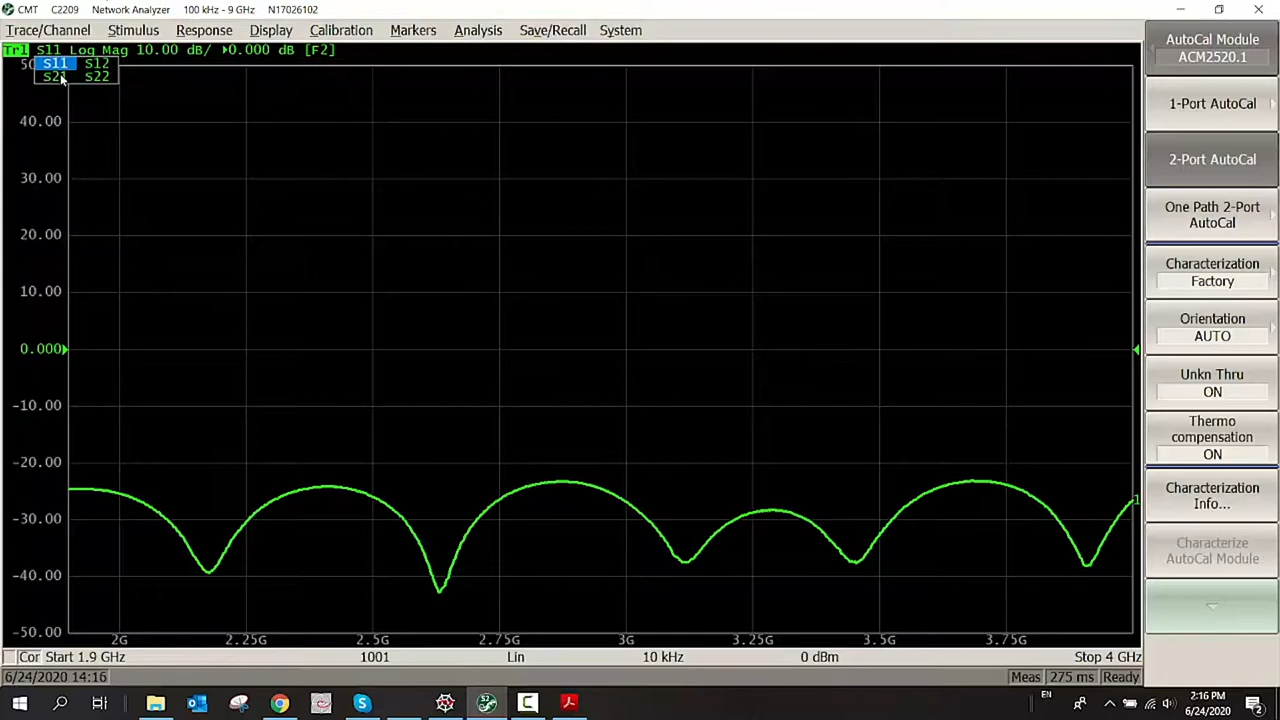 CMT C2209 Network Analyzer 100 kHz - 9 GHz N17026102
Trace/Channel Stimulus Response Display Calibration Markers Analysis Save/Recall System
Tr1 S11 Log Mag 10.00 dB/ 0.000 dB [F2]
S11 S12
S21 S22
50
40.00
30.00
20.00
10.00
0.000
-10.00
-20.00
-30.00
-40.00
-50.00
1
2G 2.25G 2.5G 2.75G 3G 3.25G 3.5G 3.75G
Cor Start 1.9 GHz 1001 Lin 10 kHz 0 dBm Stop 4 GHz
6/24/2020 14:16 Meas 275 ms Ready
AutoCal Module
ACM2520.1
1-Port AutoCal
2-Port AutoCal
One Path 2-Port
AutoCal
Characterization
Factory
Orientation
AUTO
Unkn Thru
ON
Thermo
compensation
ON
Characterization
Info...
Characterize
AutoCal Module
EN
2:16 PM
6/24/2020
2